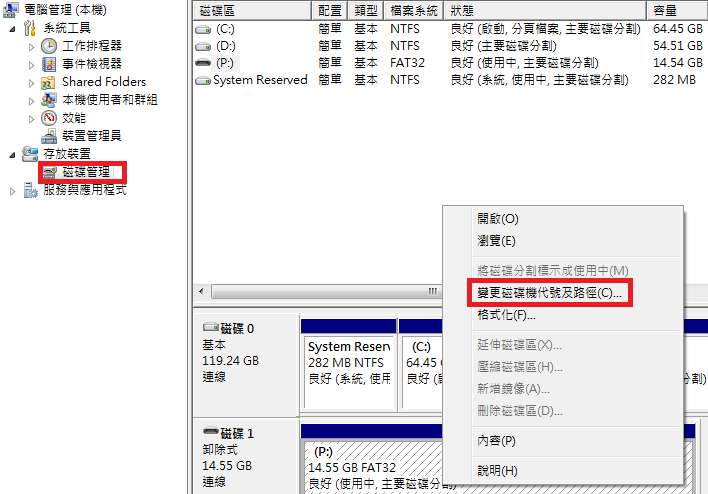 電腦管理 (本機)
系統工具
工作排程器
事件檢視器
Shared Folders
本機使用者和群組
效能
裝置管理員
存放裝置
磁碟管理
服務與應用程式
磁碟區 配置 類型 檔案系統 狀態 容量
(C:) 簡單 基本 NTFS 良好 (啟動, 分頁檔案, 主要磁碟分割) 64.45 GB
(D:) 簡單 基本 NTFS 良好 (主要磁碟分割) 54.51 GB
(P:) 簡單 基本 FAT32 良好 (使用中, 主要磁碟分割) 14.54 GB
System Reserved 簡單 基本 NTFS 良好 (系統, 使用中, 主要磁碟分割) 282 MB
開啟(O)
瀏覽(E)
將磁碟分割標示成使用中(M)
變更磁碟機代號及路徑(C)...
格式化(F)...
延伸磁碟區(X)...
壓縮磁碟區(H)...
新增鏡像(A)...
刪除磁碟區(D)...
內容(P)
說明(H)
磁碟 0
基本
119.24 GB
連線
System Reserv
282 MB NTFS
良好 (系統, 使用
(C:)
64.45
良好 (啟
割)
磁碟 1
卸除式
14.55 GB
連線
(P:)
14.55 GB FAT32
良好 (使用中, 主要磁碟分割)